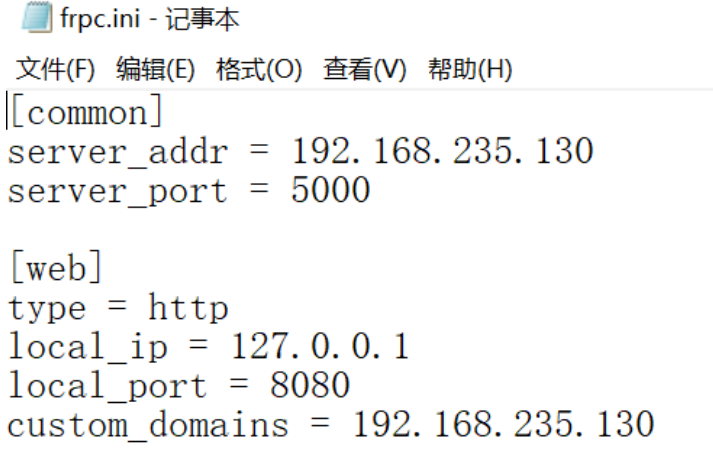 frpc.ini - 记事本
文件(F) 编辑(E) 格式(O) 查看(V) 帮助(H)
[common]
server_addr = 192.168.235.130
server_port = 5000

[web]
type = http
local_ip = 127.0.0.1
local_port = 8080
custom_domains = 192.168.235.130